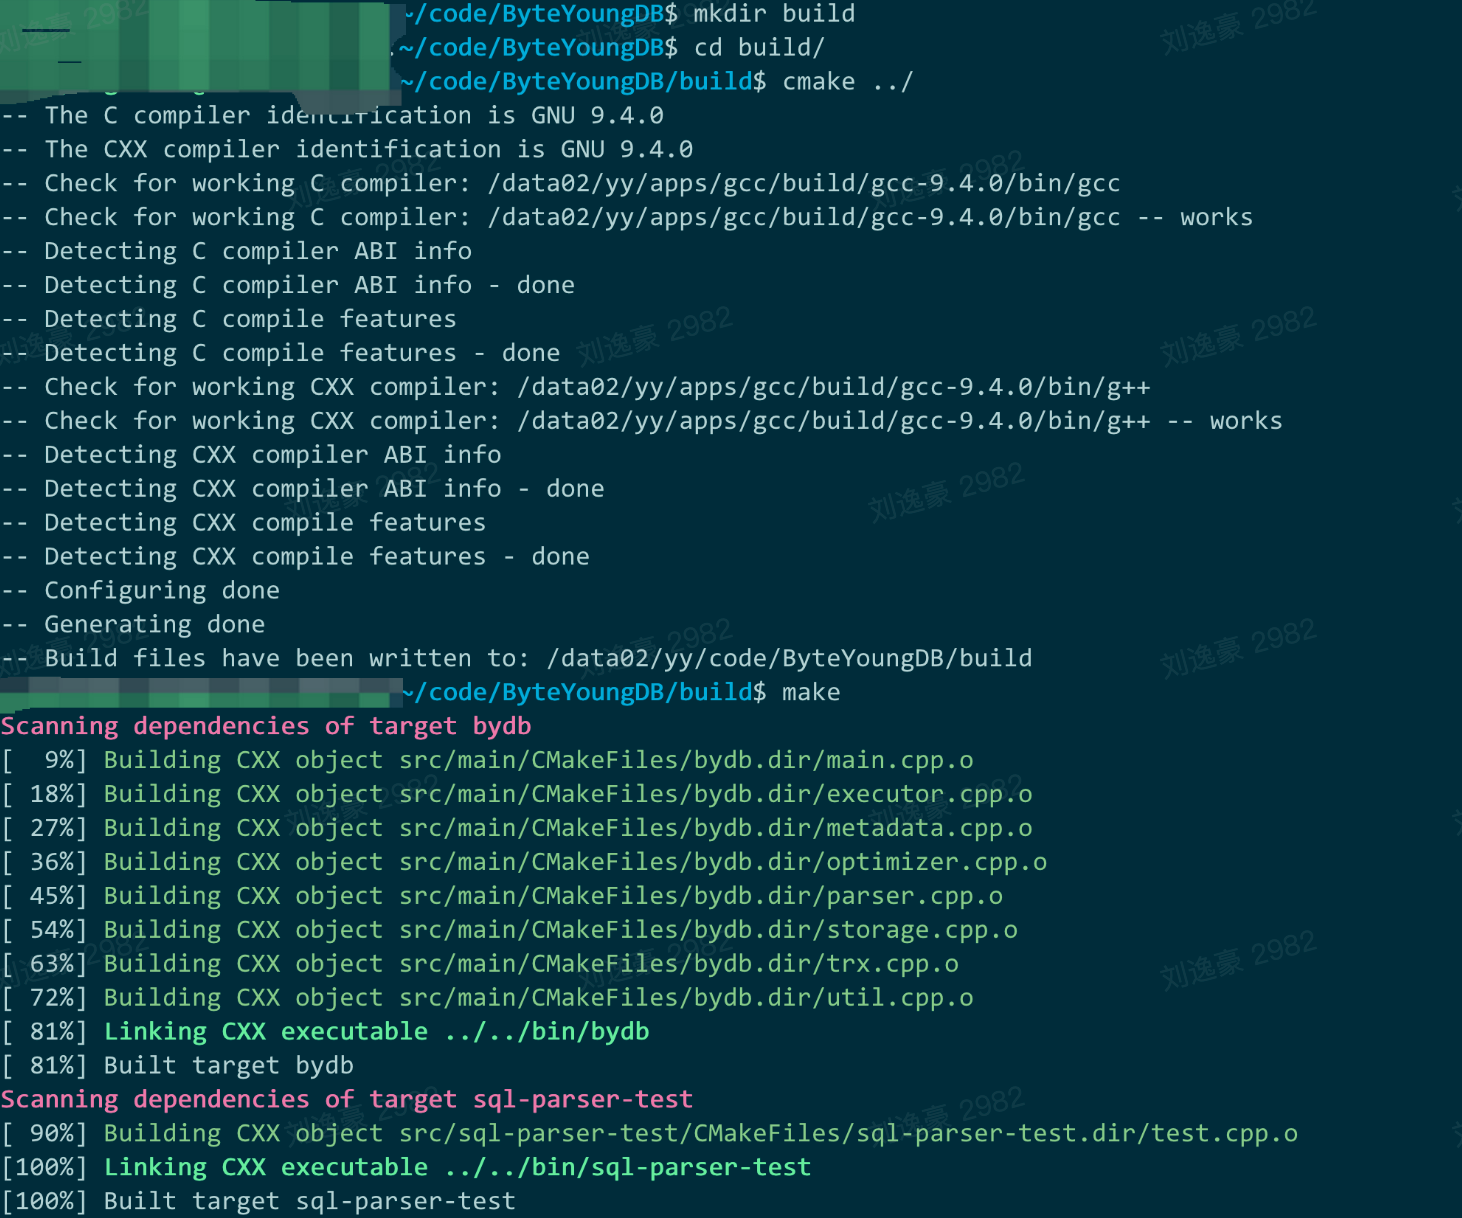 ~/code/ByteYoungDB$ mkdir build
~/code/ByteYoungDB$ cd build/
~/code/ByteYoungDB/build$ cmake ../
-- The C compiler identification is GNU 9.4.0
-- The CXX compiler identification is GNU 9.4.0
-- Check for working C compiler: /data02/yy/apps/gcc/build/gcc-9.4.0/bin/gcc
-- Check for working C compiler: /data02/yy/apps/gcc/build/gcc-9.4.0/bin/gcc -- works
-- Detecting C compiler ABI info
-- Detecting C compiler ABI info - done
-- Detecting C compile features
-- Detecting C compile features - done
-- Check for working CXX compiler: /data02/yy/apps/gcc/build/gcc-9.4.0/bin/g++
-- Check for working CXX compiler: /data02/yy/apps/gcc/build/gcc-9.4.0/bin/g++ -- works
-- Detecting CXX compiler ABI info
-- Detecting CXX compiler ABI info - done
-- Detecting CXX compile features
-- Detecting CXX compile features - done
-- Configuring done
-- Generating done
-- Build files have been written to: /data02/yy/code/ByteYoungDB/build
~/code/ByteYoungDB/build$ make
Scanning dependencies of target bydb
[  9%] Building CXX object src/main/CMakeFiles/bydb.dir/main.cpp.o
[ 18%] Building CXX object src/main/CMakeFiles/bydb.dir/executor.cpp.o
[ 27%] Building CXX object src/main/CMakeFiles/bydb.dir/metadata.cpp.o
[ 36%] Building CXX object src/main/CMakeFiles/bydb.dir/optimizer.cpp.o
[ 45%] Building CXX object src/main/CMakeFiles/bydb.dir/parser.cpp.o
[ 54%] Building CXX object src/main/CMakeFiles/bydb.dir/storage.cpp.o
[ 63%] Building CXX object src/main/CMakeFiles/bydb.dir/trx.cpp.o
[ 72%] Building CXX object src/main/CMakeFiles/bydb.dir/util.cpp.o
[ 81%] Linking CXX executable ../../bin/bydb
[ 81%] Built target bydb
Scanning dependencies of target sql-parser-test
[ 90%] Building CXX object src/sql-parser-test/CMakeFiles/sql-parser-test.dir/test.cpp.o
[100%] Linking CXX executable ../../bin/sql-parser-test
[100%] Built target sql-parser-test
刘逸豪 2982